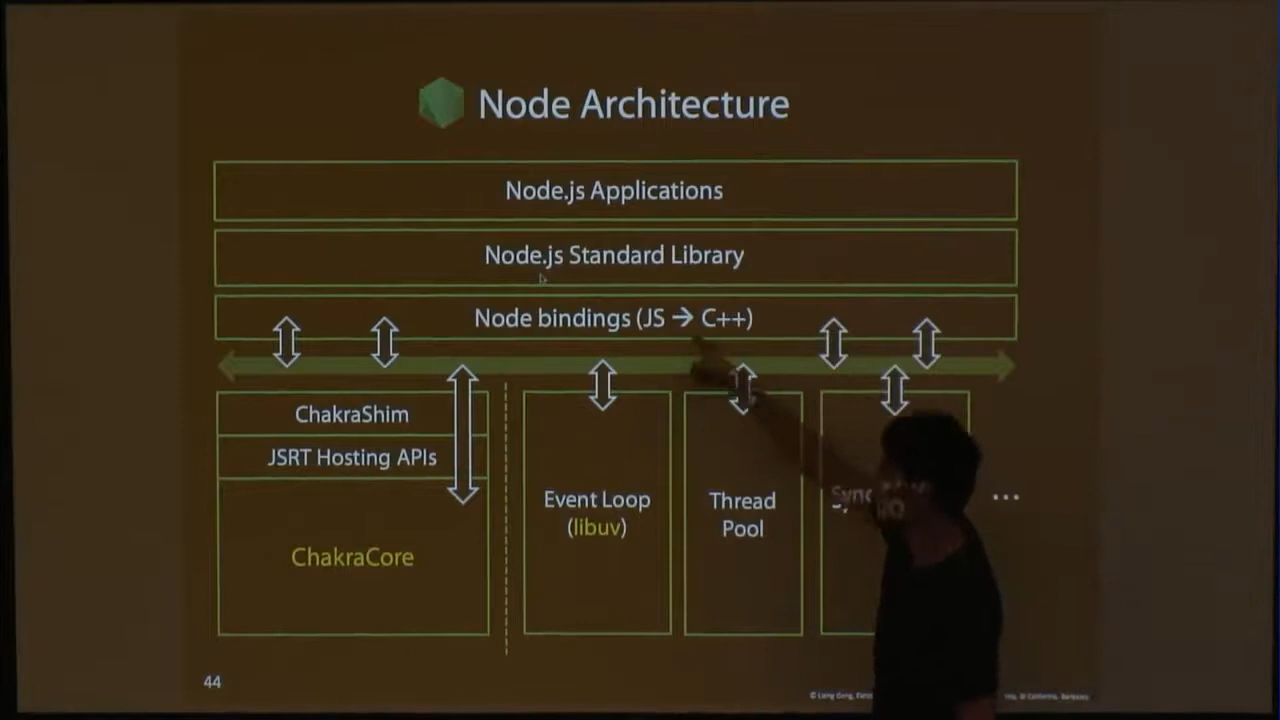 Node Architecture
Node.js Applications
Node.js Standard Library
Node bindings (JS → C++)
ChakraShim
JSRT Hosting APIs
ChakraCore
Event Loop
(libuv)
Thread
Pool
...
44